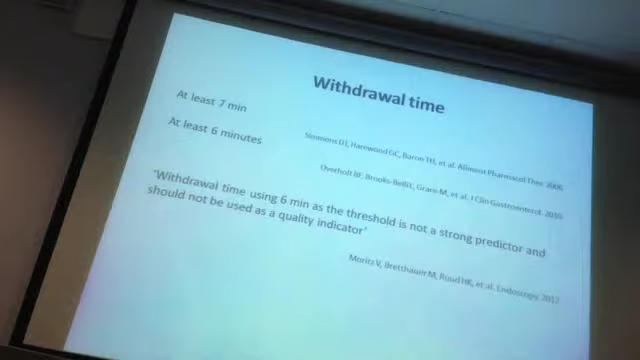 Withdrawal time
At least 7 min
Simmons DT, Harewood GC, Baron TH, et al. Aliment Pharmacol Ther. 2006
At least 6 minutes
Overholt BF, Brooks-Belli L, Grace M, et al. J Clin Gastroenterol. 2010
'Withdrawal time using 6 min as the threshold is not a strong predictor and
should not be used as a quality indicator'
Moritz V, Bretthauer M, Ruud HK, et al. Endoscopy. 2012